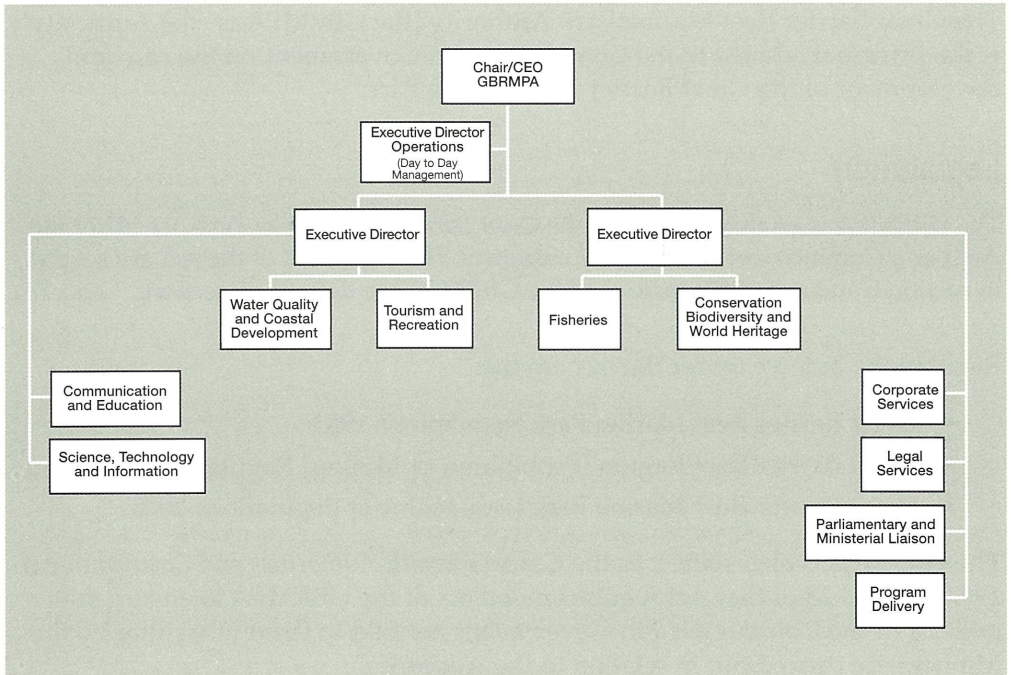 Chair/CEO
GBRMPA
Executive Director
Operations
(Day to Day
Management)
Executive Director
Executive Director
Water Quality
and Coastal
Development
Tourism and
Recreation
Fisheries
Conservation
Biodiversity and
World Heritage
Communication
and Education
Science, Technology
and Information
Corporate
Services
Legal
Services
Parliamentary and
Ministerial Liaison
Program
Delivery